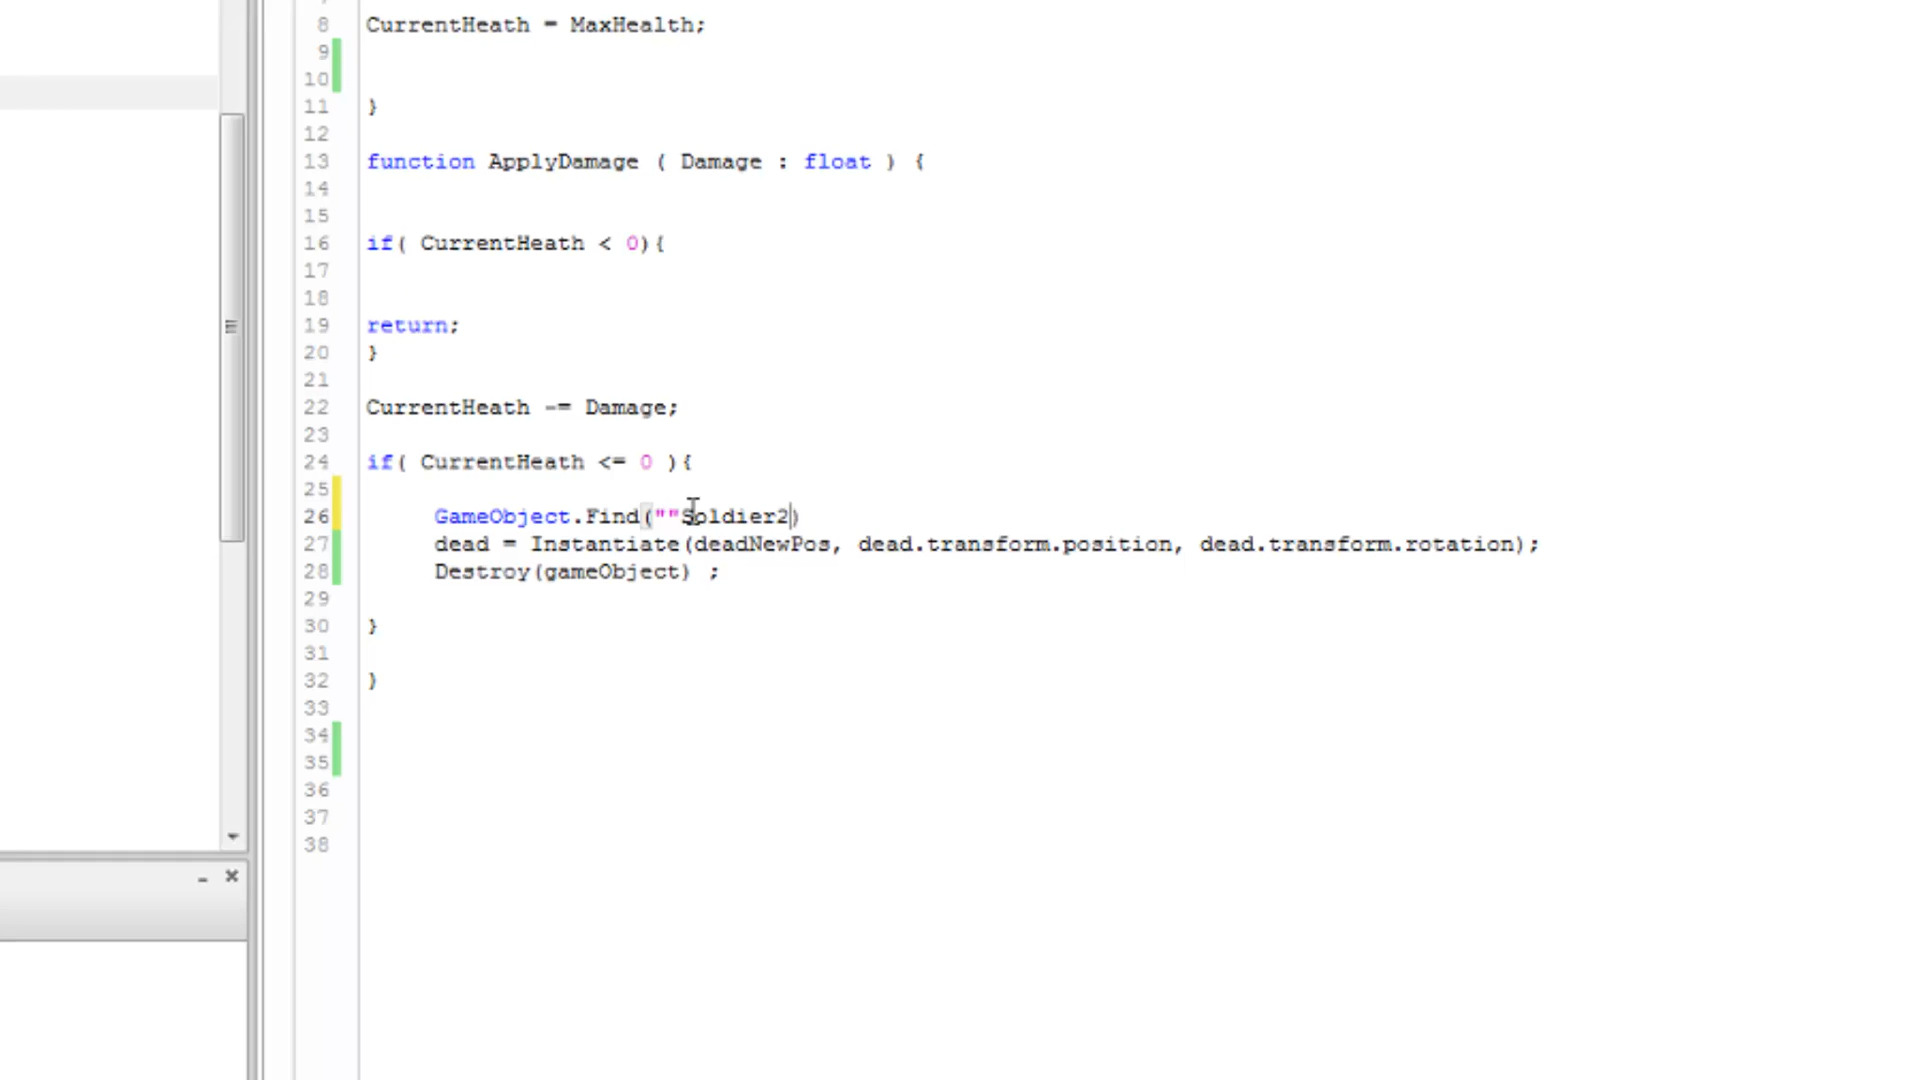 8 CurrentHeath = MaxHealth;
9
10
11 }
12
13 function ApplyDamage ( Damage : float ) {
14
15
16 if( CurrentHeath < 0){
17
18
19 return;
20 }
21
22 CurrentHeath -= Damage;
23
24 if( CurrentHeath <= 0 ){
25
26 GameObject.Find(""Soldier2)
27 dead = Instantiate(deadNewPos, dead.transform.position, dead.transform.rotation);
28 Destroy(gameObject) ;
29
30 }
31
32 }
33
34
35
36
37
38